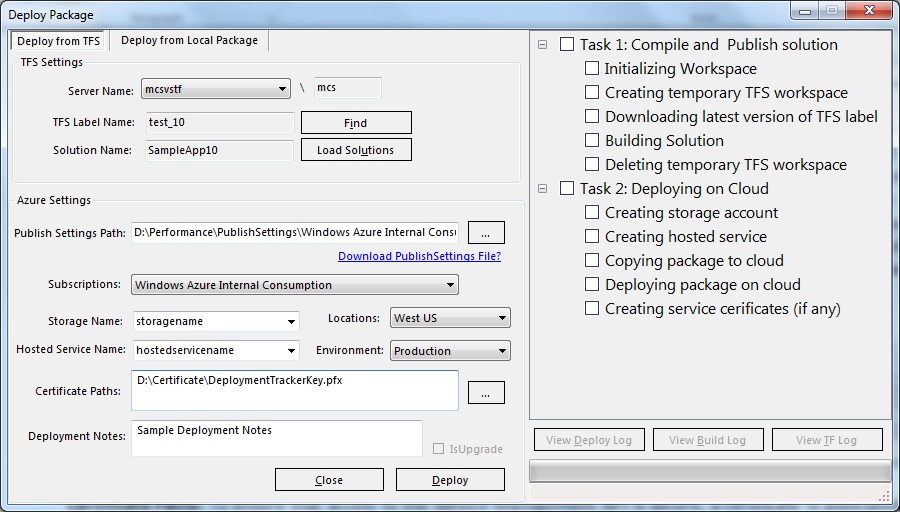 Deploy Package
Deploy from TFS
Deploy from Local Package
TFS Settings
Server Name: mcsvstf \ mcs
TFS Label Name: test_10 Find
Solution Name: SampleApp10 Load Solutions
Azure Settings
Publish Settings Path: D:\Performance\PublishSettings\Windows Azure Internal Consu ...
Download PublishSettings File?
Subscriptions: Windows Azure Internal Consumption
Storage Name: storagename Locations: West US
Hosted Service Name: hostedservicename Environment: Production
Certificate Paths: D:\Certificate\DeploymentTrackerKey.pfx ...
Deployment Notes: Sample Deployment Notes IsUpgrade
Close Deploy
Task 1: Compile and Publish solution
Initializing Workspace
Creating temporary TFS workspace
Downloading latest version of TFS label
Building Solution
Deleting temporary TFS workspace
Task 2: Deploying on Cloud
Creating storage account
Creating hosted service
Copying package to cloud
Deploying package on cloud
Creating service cerificates (if any)
View Deploy Log View Build Log View TF Log